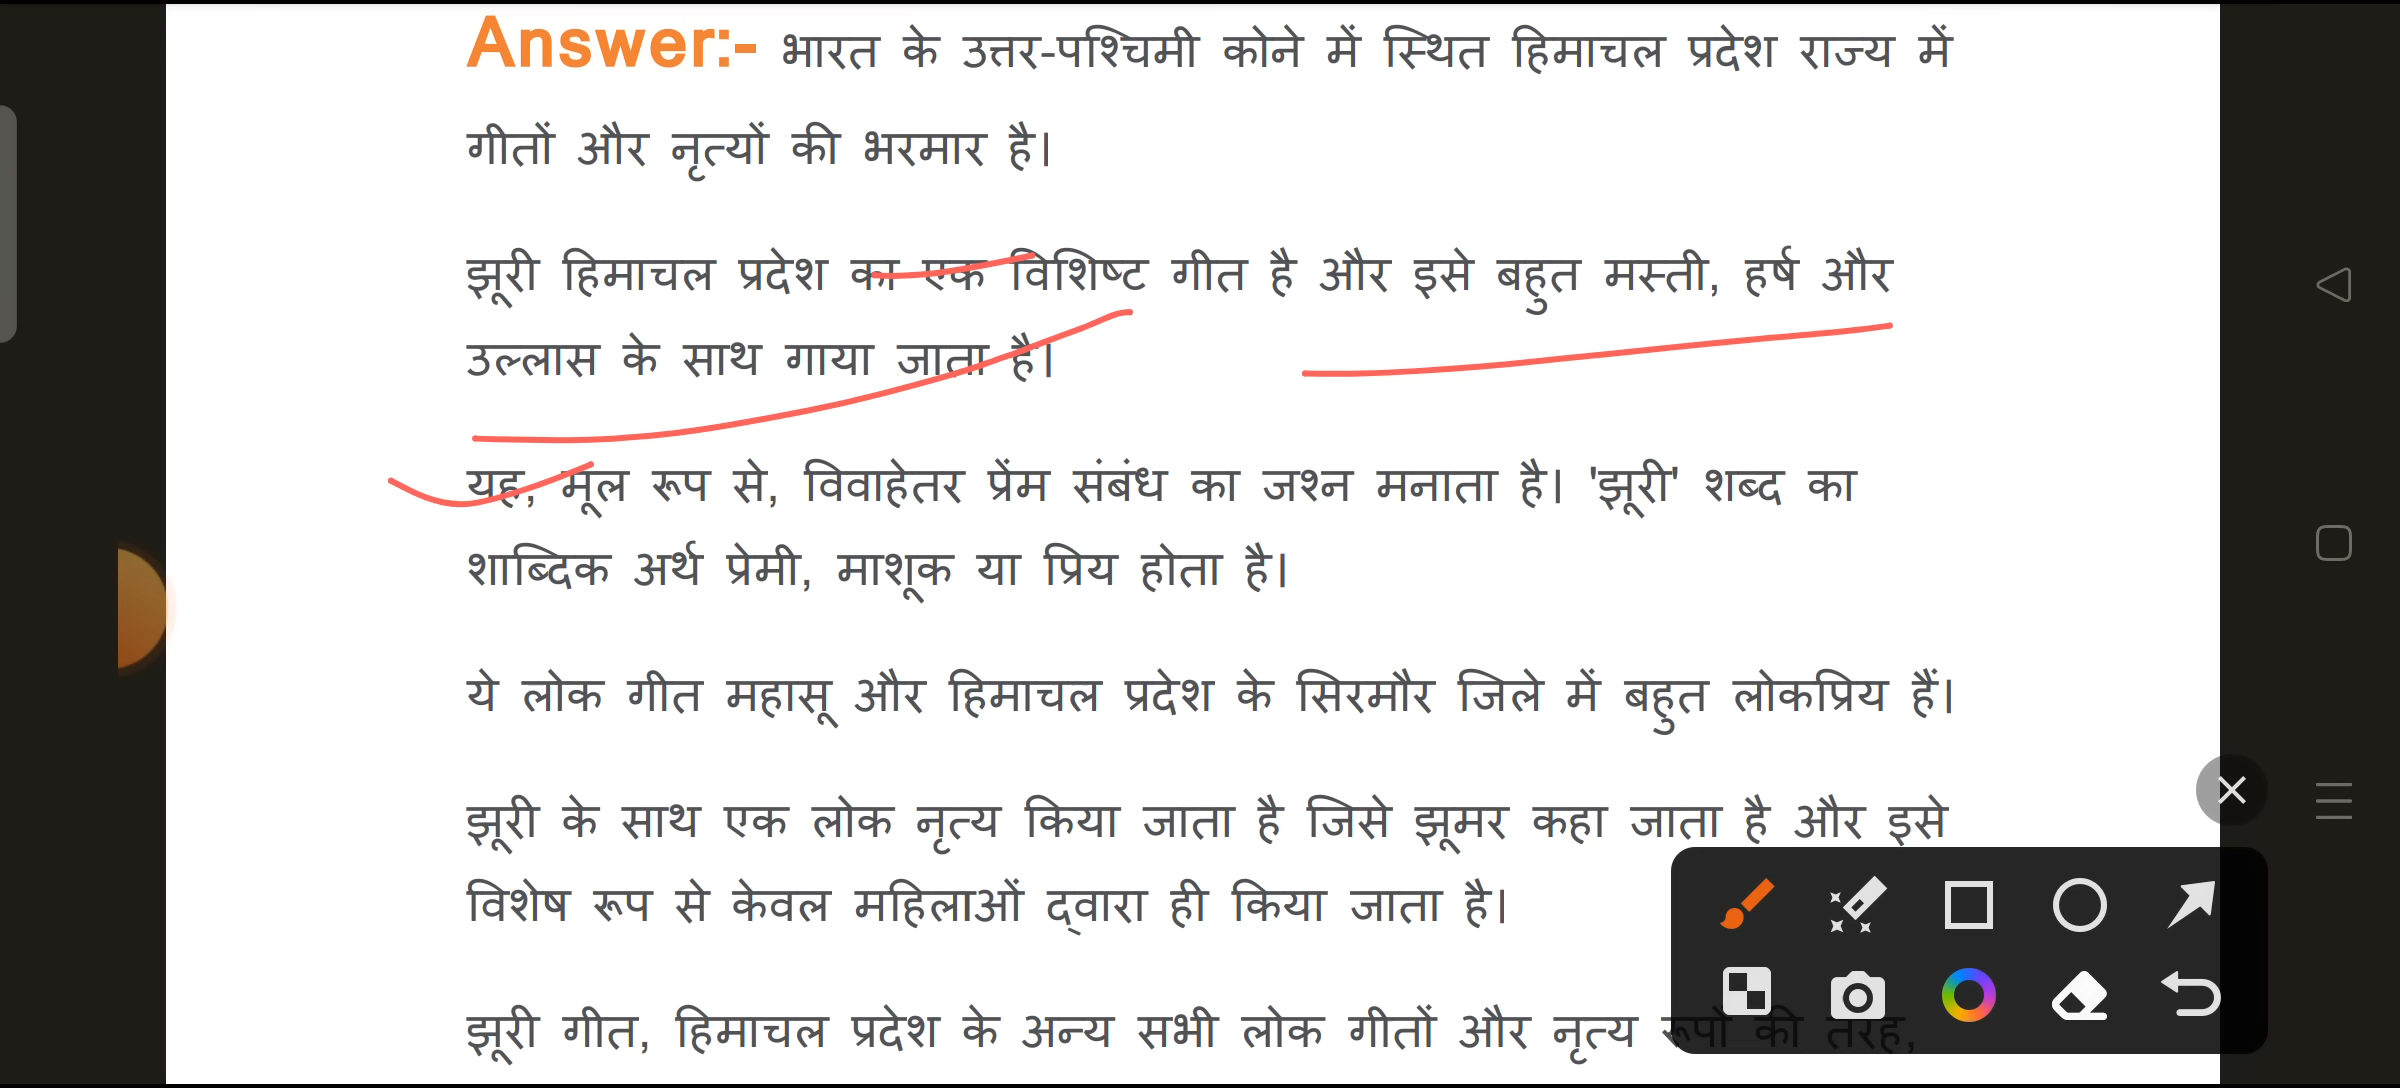 Answer:- भारत के उत्तर-पश्चिमी कोने में स्थित हिमाचल प्रदेश राज्य में
गीतों और नृत्यों की भरमार है।
झूरी हिमाचल प्रदेश का एक विशिष्ट गीत है और इसे बहुत मस्ती, हर्ष और
उल्लास के साथ गाया जाता है।
यह, मूल रूप से, विवाहेतर प्रेंम संबंध का जश्न मनाता है। 'झूरी' शब्द का
शाब्दिक अर्थ प्रेमी, माशूक या प्रिय होता है।
ये लोक गीत महासू और हिमाचल प्रदेश के सिरमौर जिले में बहुत लोकप्रिय हैं।
झूरी के साथ एक लोक नृत्य किया जाता है जिसे झूमर कहा जाता है और इसे
विशेष रूप से केवल महिलाओं द्वारा ही किया जाता है।
झूरी गीत, हिमाचल प्रदेश के अन्य सभी लोक गीतों और नृत्य रूपों की तरह,